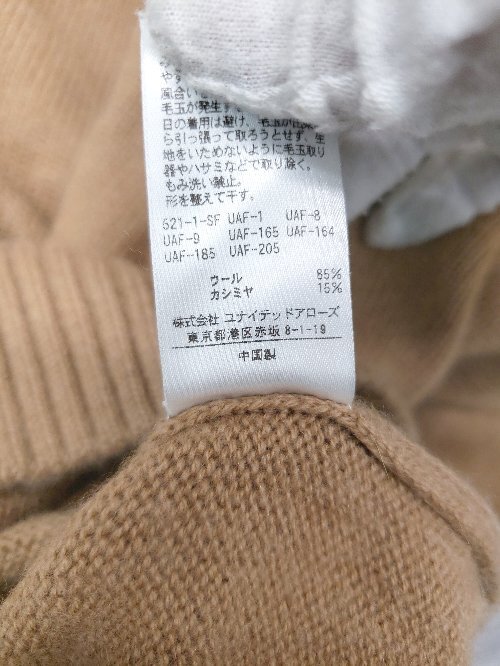 やす
風合い
毛玉が発生す
日の着用は避け、毛玉が出来
ら引っ張って取ろうとせず、生
地をいためないように毛玉取り
器やハサミなどで取り除く。
もみ洗い禁止。
形を整えて干す。
521-1-SF UAF-1 UAF-8
UAF-9 UAF-165 UAF-164
UAF-185 UAF-205
ウール 85%
カシミヤ 15%
株式会社 ユナイテッドアローズ
東京都港区赤坂 8-1-19
中国製